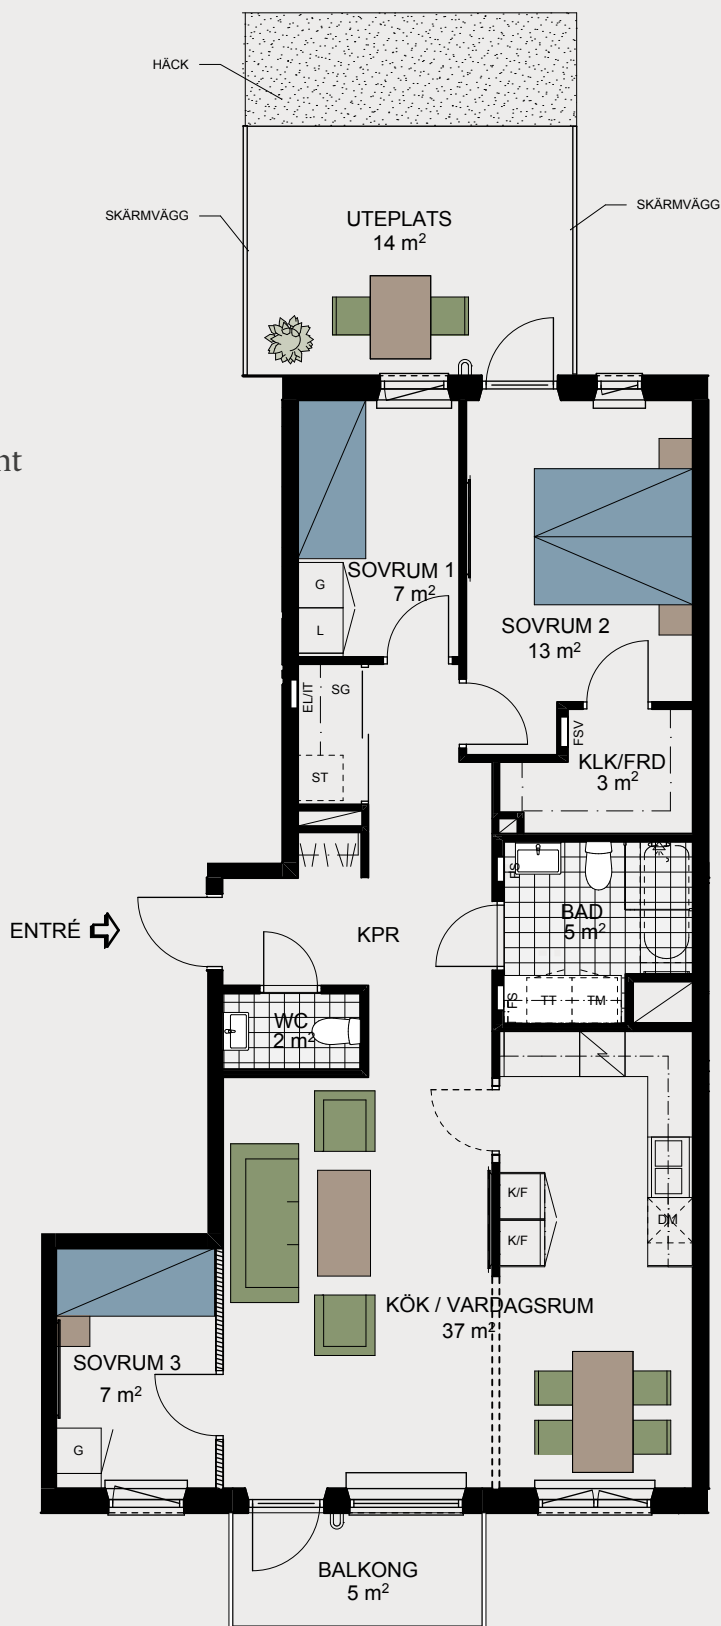 HÄCK
SKÄRMVÄGG
SKÄRMVÄGG
UTEPLATS
14 m²
nt
SOVRUM 1
7 m²
G
L
SOVRUM 2
13 m²
EL/IT
SG
ST
FSV
KLK/FRD
3 m²
FS
BAD
5 m²
ENTRÉ
KPR
FS
TT
TM
WC
2 m²
K/F
K/F
DM
KÖK / VARDAGSRUM
37 m²
SOVRUM 3
7 m²
G
BALKONG
5 m²